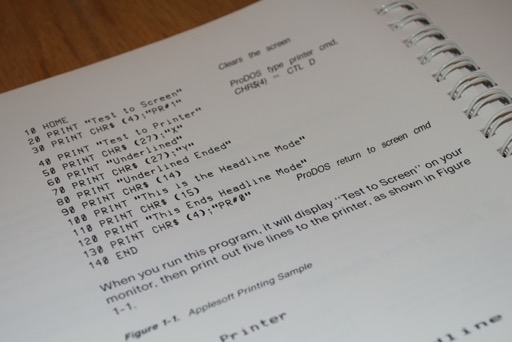 10 HOME
Clears the screen
20 PRINT "Test to Screen"
30 PRINT CHR$ (4);"PR#1"
ProDOS type printer cmd.
CHR$(4) = CTL D
40 PRINT "Test to Printer"
50 PRINT CHR$ (27);"X"
60 PRINT "Underlined"
70 PRINT CHR$ (27);"Y"
80 PRINT "Underlined Ended"
90 PRINT CHR$ (14)
100 PRINT "This is the Headline Mode"
110 PRINT CHR$ (15)
120 PRINT "This Ends Headline Mode"
130 PRINT CHR$ (4);"PR#0"
ProDOS return to screen cmd
140 END
When you run this program, it will display "Test to Screen" on your
monitor, then print out five lines to the printer, as shown in Figure
1-1.
Figure 1-1. Applesoft Printing Sample
Printer